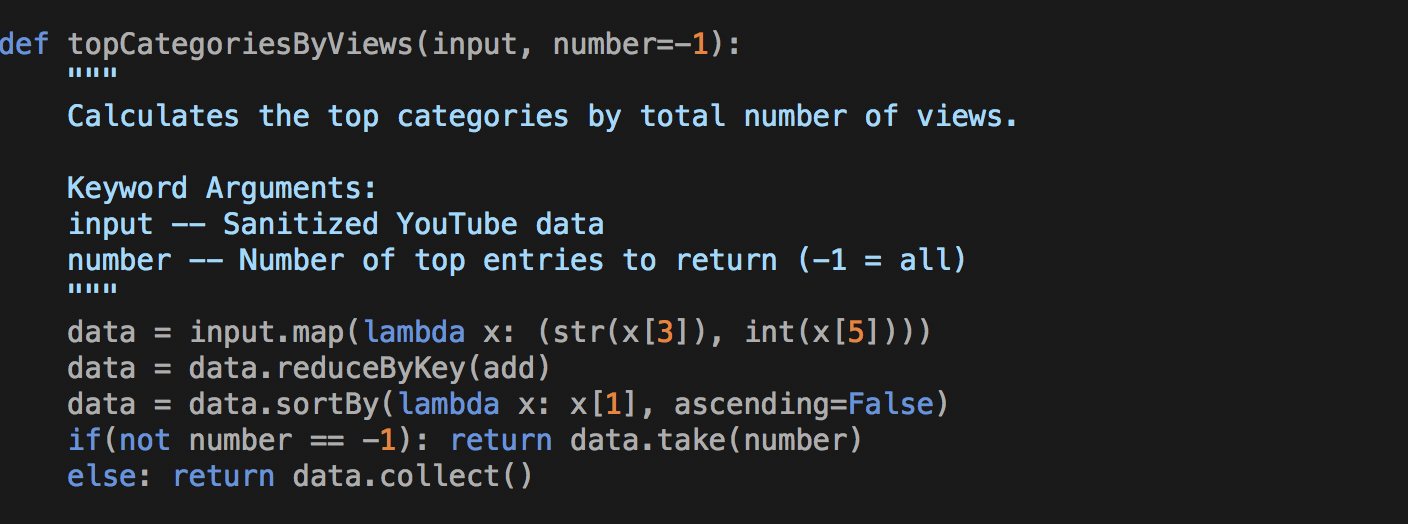 def topCategoriesByViews(input, number=-1):
    """
    Calculates the top categories by total number of views.

    Keyword Arguments:
    input -- Sanitized YouTube data
    number -- Number of top entries to return (-1 = all)
    """
    data = input.map(lambda x: (str(x[3]), int(x[5])))
    data = data.reduceByKey(add)
    data = data.sortBy(lambda x: x[1], ascending=False)
    if(not number == -1): return data.take(number)
    else: return data.collect()